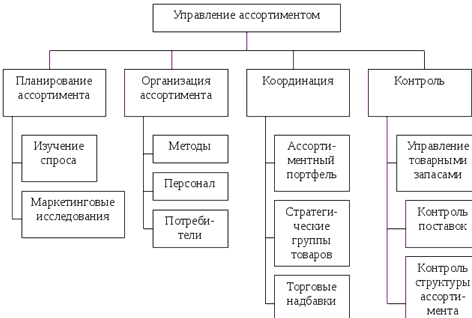 Управление ассортиментом
Планирование
ассортимента
Организация
ассортимента
Координация
Контроль
Изучение
спроса
Маркетинговые
исследования
Методы
Персонал
Потреби-
тели
Ассорти-
ментный
портфель
Стратеги-
ческие
группы
товаров
Торговые
надбавки
Управление
товарными
запасами
Контроль
поставок
Контроль
структуры
ассорти-
мента